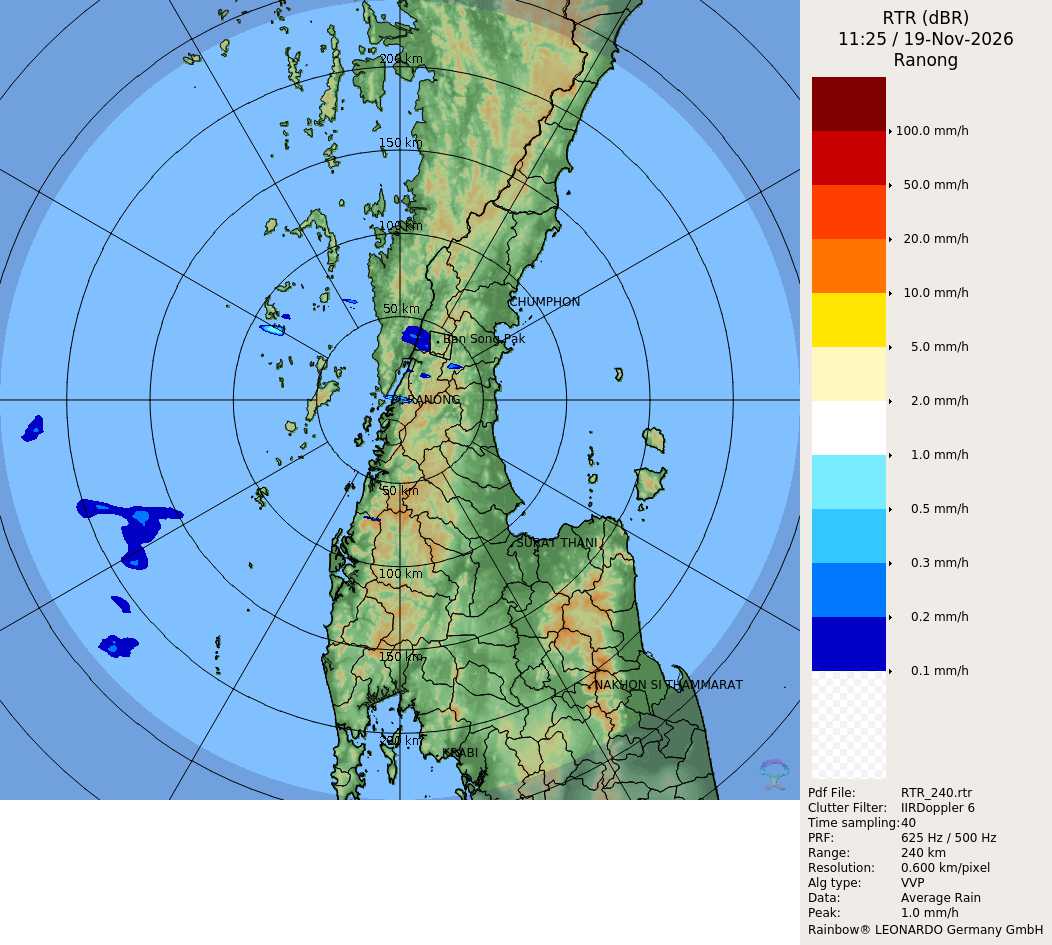 RTR (dBR)
11:25 / 19-Nov-2026
Ranong
200 km
150 km
100 km
50 km
CHUMPHON
Ban Song Pak
RANONG
50 km
SURAT THANI
100 km
150 km
NAKHON SI THAMMARAT
200 km
KRABI
100.0 mm/h
50.0 mm/h
20.0 mm/h
10.0 mm/h
5.0 mm/h
2.0 mm/h
1.0 mm/h
0.5 mm/h
0.3 mm/h
0.2 mm/h
0.1 mm/h
Pdf File: RTR_240.rtr
Clutter Filter: IIRDoppler 6
Time sampling: 40
PRF: 625 Hz / 500 Hz
Range: 240 km
Resolution: 0.600 km/pixel
Alg type: VVP
Data: Average Rain
Peak: 1.0 mm/h
Rainbow® LEONARDO Germany GmbH